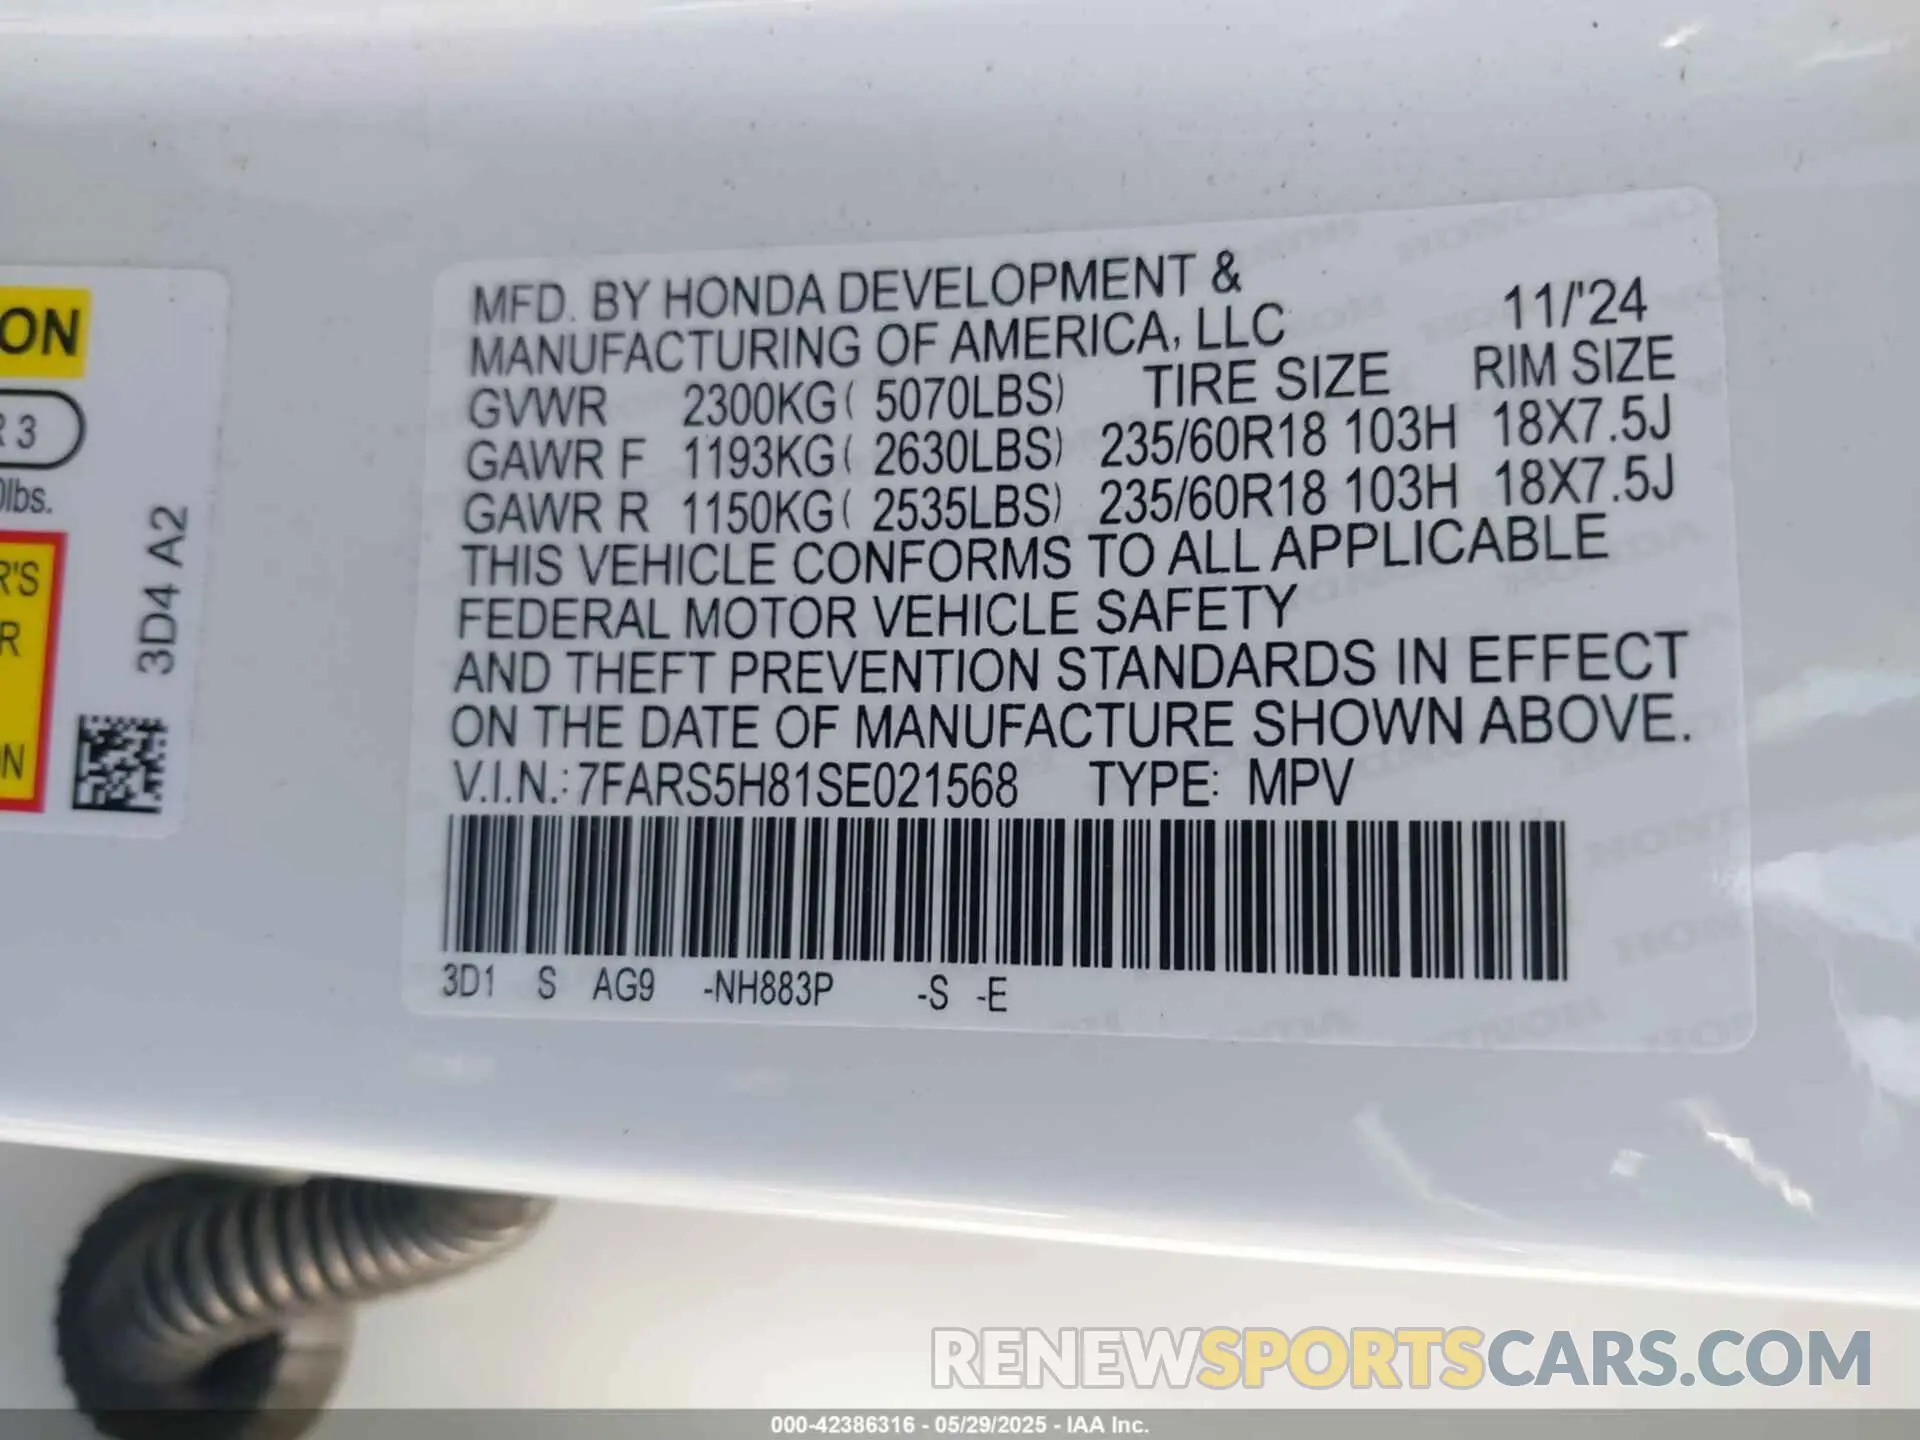 MFD. BY HONDA DEVELOPMENT &
MANUFACTURING OF AMERICA, LLC 11/'24
GVWR 2300KG( 5070LBS) TIRE SIZE RIM SIZE
GAWR F 1193KG( 2630LBS) 235/60R18 103H 18X7.5J
GAWR R 1150KG( 2535LBS) 235/60R18 103H 18X7.5J
THIS VEHICLE CONFORMS TO ALL APPLICABLE
FEDERAL MOTOR VEHICLE SAFETY
AND THEFT PREVENTION STANDARDS IN EFFECT
ON THE DATE OF MANUFACTURE SHOWN ABOVE.
V.I.N.: 7FARS5H81SE021568 TYPE: MPV
3D1 S AG9 -NH883P -S -E
ON
R 3
0lbs.
R'S
R
ON
3D4 A2
RENEWSPORTSCARS.COM
000-42386316 - 05/29/2025 - IAA Inc.